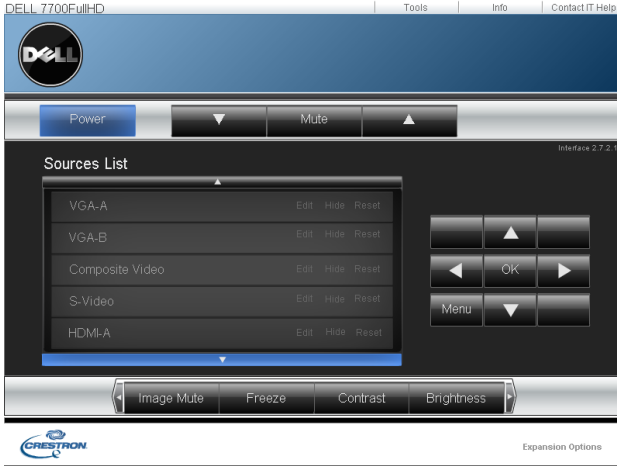 DELL 7700FullHD Tools Info Contact IT Help
DELL
Power Mute
Interface 2.7.2.1
Sources List
VGA-A Edit Hide Reset
VGA-B Edit Hide Reset
Composite Video Edit Hide Reset
S-Video Edit Hide Reset
HDMI-A Edit Hide Reset
OK
Menu
Image Mute Freeze Contrast Brightness
CRESTRON Expansion Options